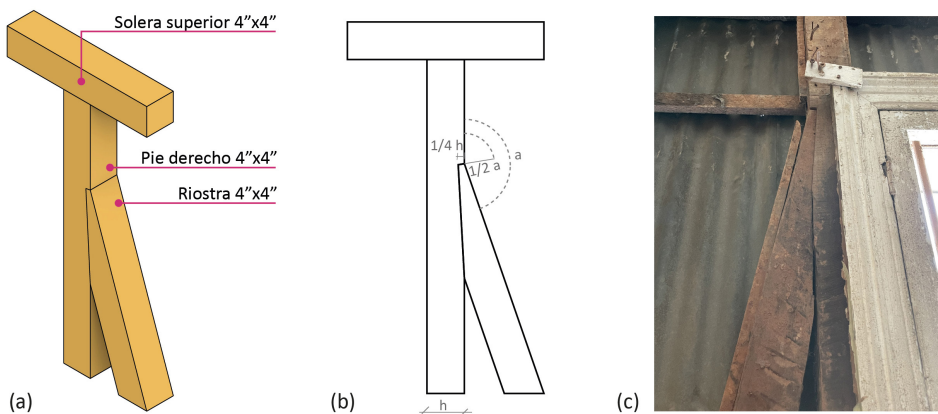 Solera superior 4”x4”
Pie derecho 4”x4”
Riostra 4”x4”
(a)
1/4 h
a
1/2 a
h
(b)
(c)